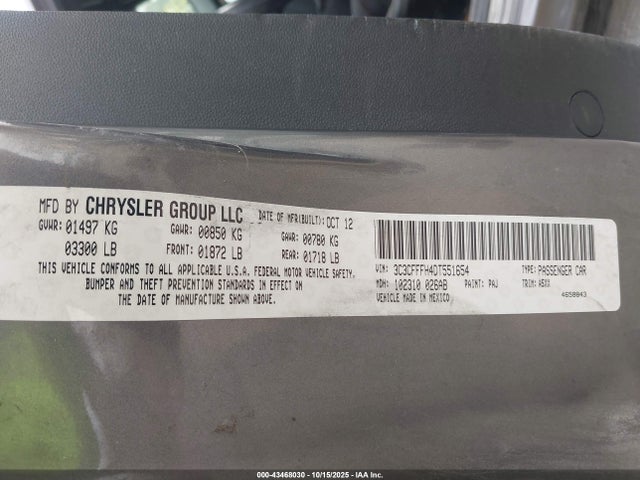 MFD BY CHRYSLER GROUP LLC DATE OF MFR(BUILT): OCT 12
GVWR: 01497 KG GAWR: 00850 KG GAWR: 00780 KG
03300 LB FRONT: 01872 LB REAR: 01718 LB
THIS VEHICLE CONFORMS TO ALL APPLICABLE U.S.A. FEDERAL MOTOR VEHICLE SAFETY,
BUMPER AND THEFT PREVENTION STANDARDS IN EFFECT ON
THE DATE OF MANUFACTURE SHOWN ABOVE.
VIN: 3C3CFFFH4DT551654 TYPE: PASSENGER CAR
MDH: 102310 026AB PAINT: PAJ TRIM: A5XX
VEHICLE MADE IN MEXICO 4658843
000-43468030 - 10/15/2025 - IAA Inc.